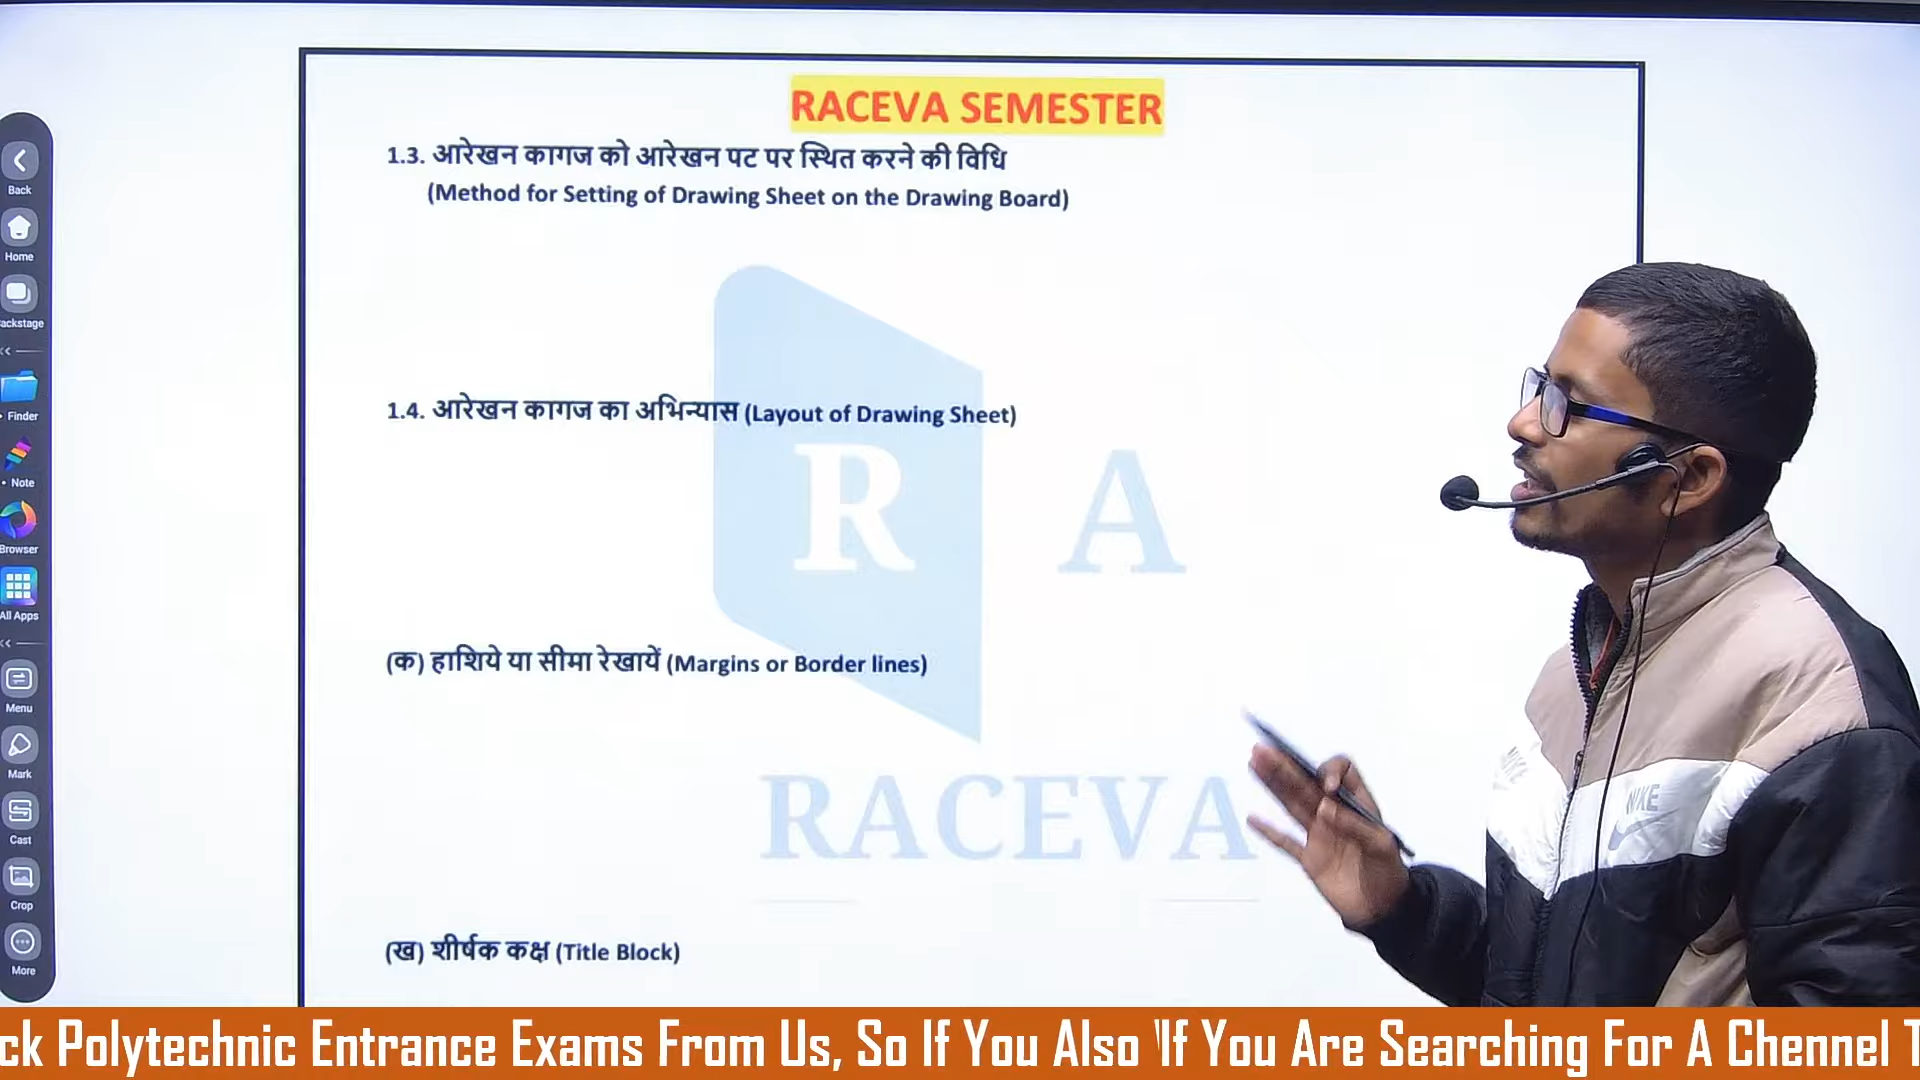 RACEVA SEMESTER
1.3. आरेखन कागज को आरेखन पट पर स्थित करने की विधि
(Method for Setting of Drawing Sheet on the Drawing Board)
1.4. आरेखन कागज का अभिन्यास (Layout of Drawing Sheet)
R A
(क) हाशिये या सीमा रेखायें (Margins or Border lines)
RACEVA
(ख) शीर्षक कक्ष (Title Block)
Back
Home
ackstage
Finder
Note
Browser
All Apps
Menu
Mark
Cast
Crop
More
NIKE
ck Polytechnic Entrance Exams From Us, So If You Also If You Are Searching For A Chennel T